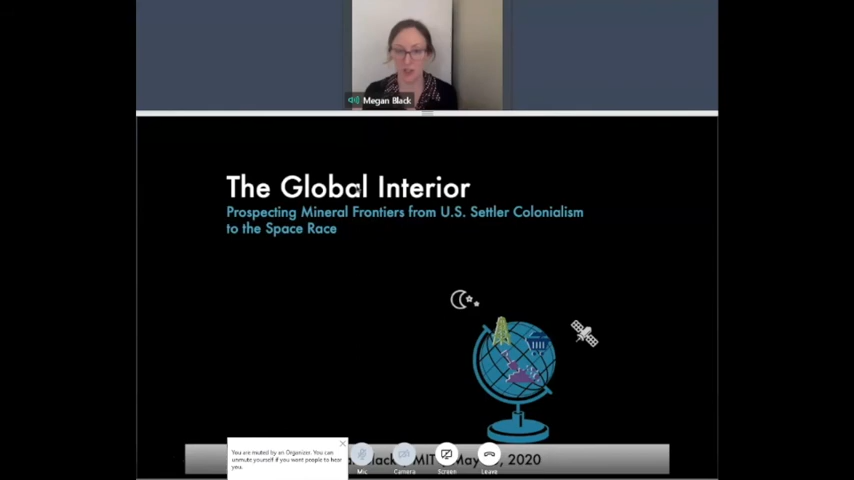 Megan Black
The Global Interior
Prospecting Mineral Frontiers from U.S. Settler Colonialism
to the Space Race
You are muted by an Organizer. You can
unmute yourself if you want people to hear
you.
Black MIT May 2020
Mic Camera Screen Leave